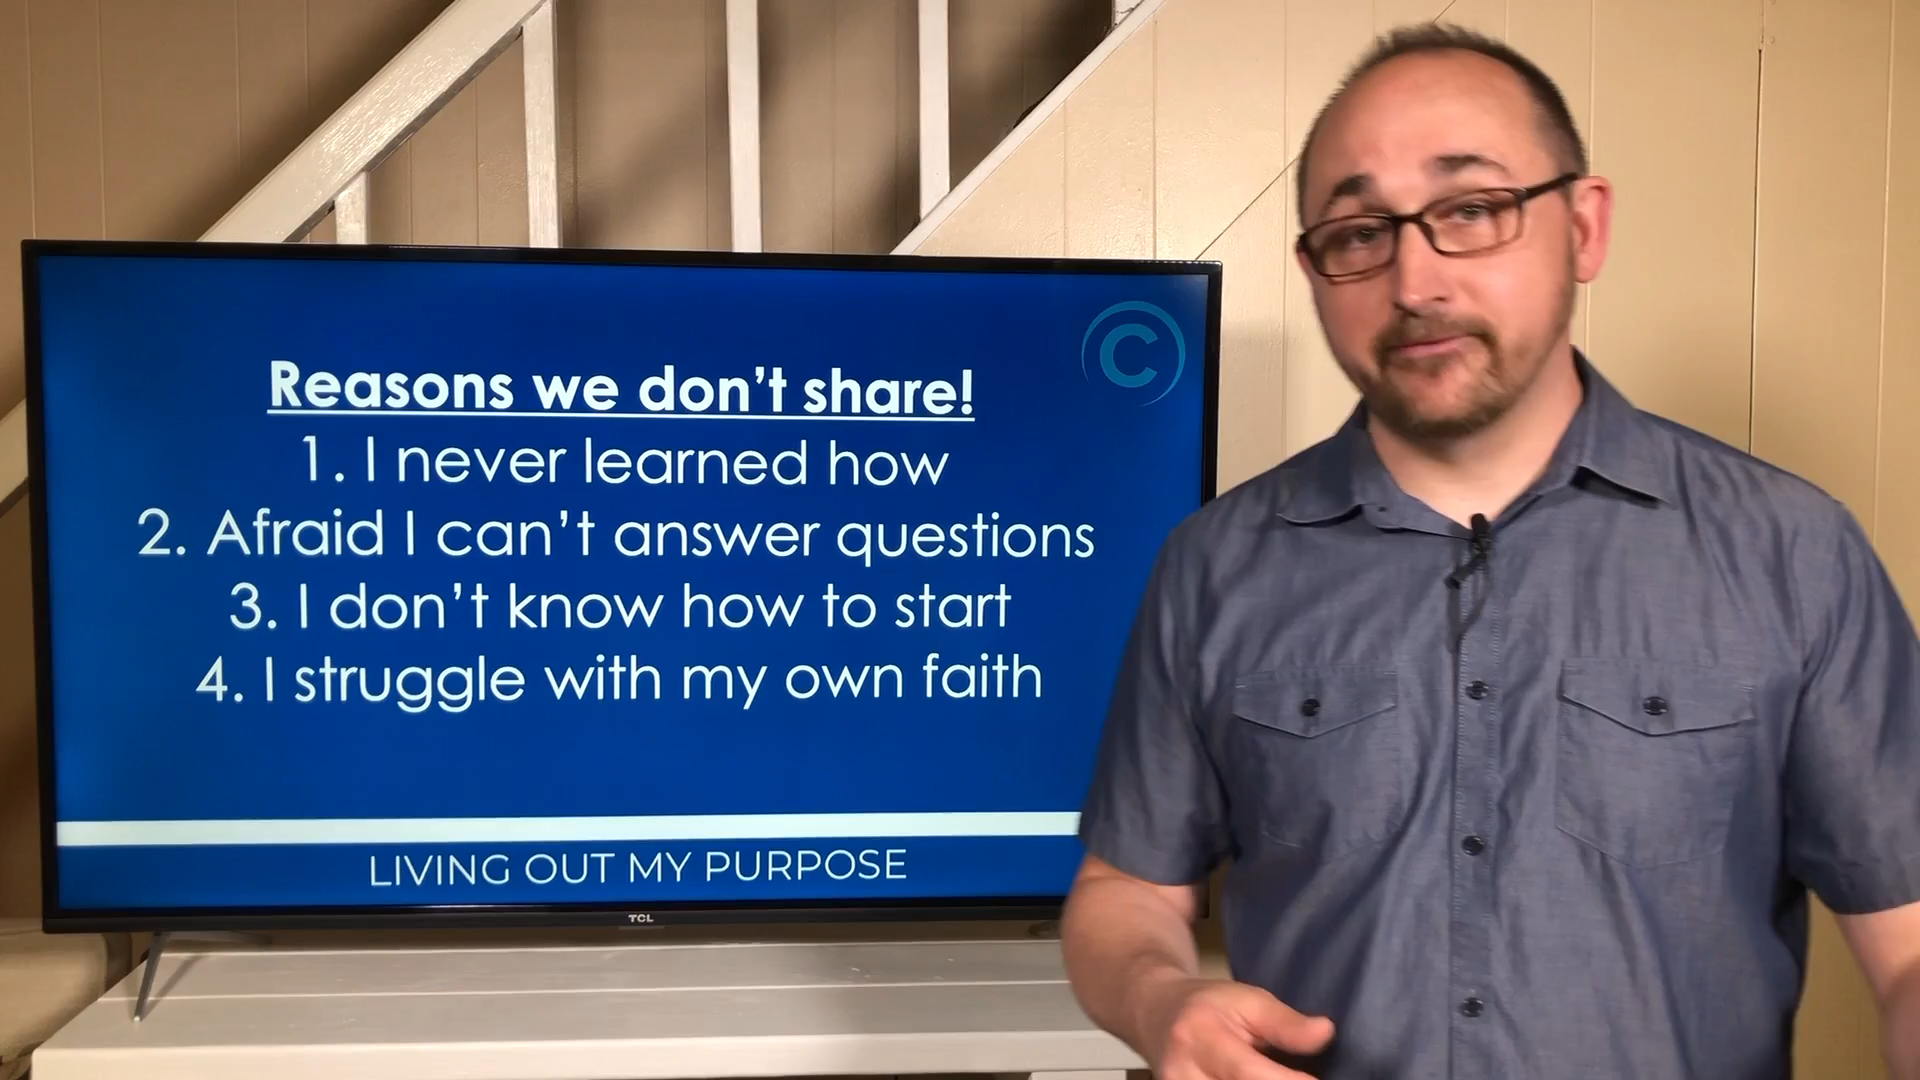 C
Reasons we don't share!
1. I never learned how
2. Afraid I can't answer questions
3. I don't know how to start
4. I struggle with my own faith
LIVING OUT MY PURPOSE
TCL